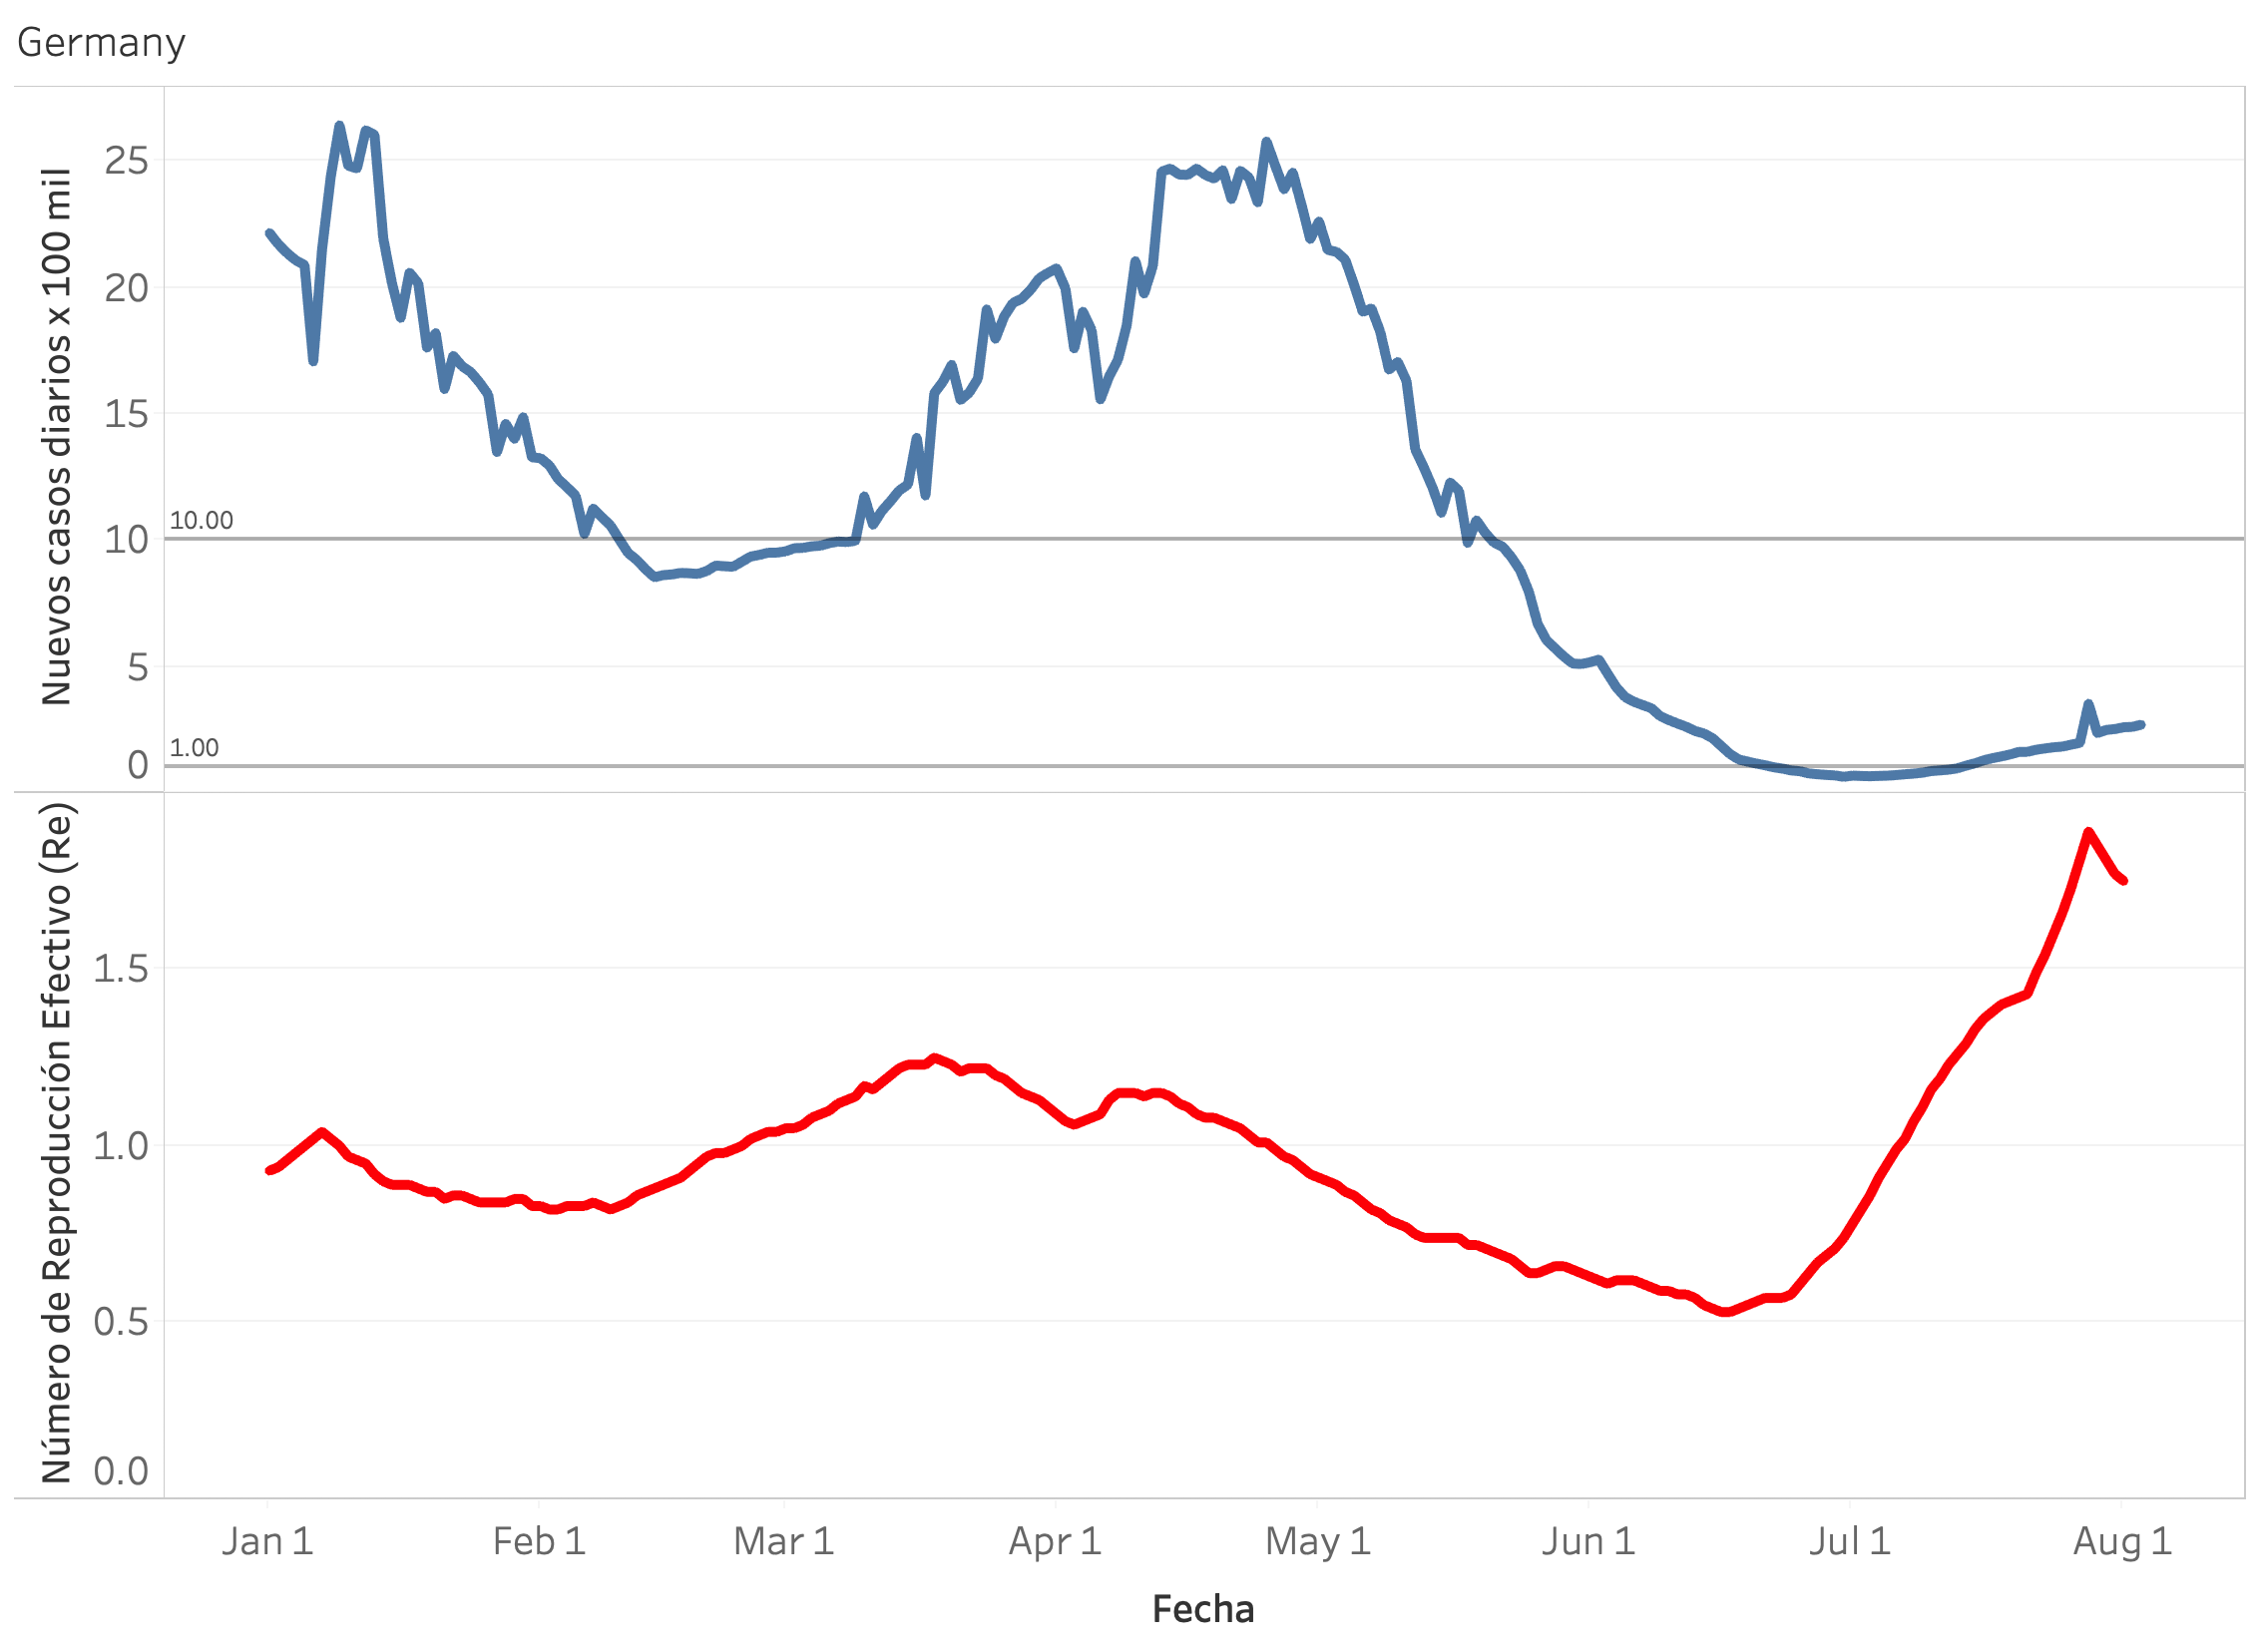 Germany
Nuevos casos diarios x 100 mil
25
20
15
10
5
0
10.00
1.00
Número de Reproducción Efectivo (Re)
1.5
1.0
0.5
0.0
Jan 1 Feb 1 Mar 1 Apr 1 May 1 Jun 1 Jul 1 Aug 1
Fecha